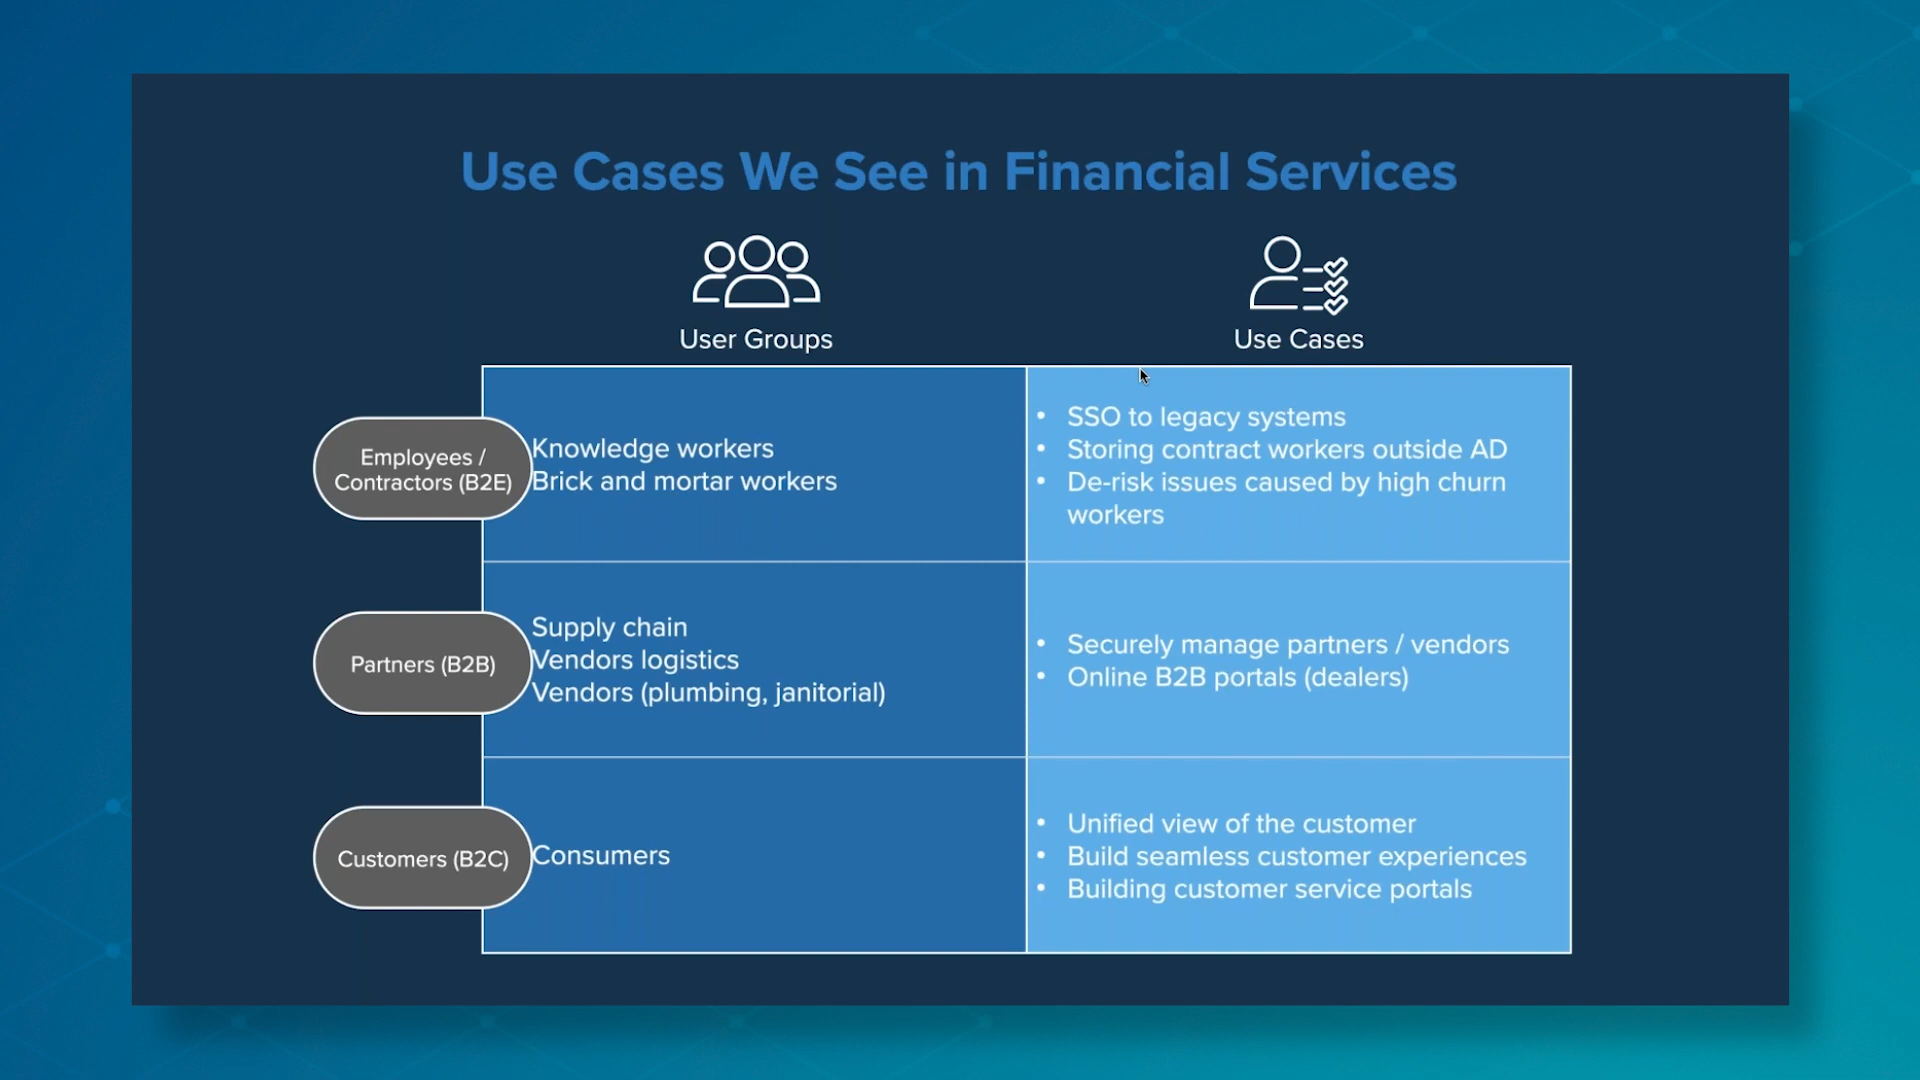 Use Cases We See in Financial Services
User Groups
Use Cases
Employees /
Contractors (B2E)
Knowledge workers
Brick and mortar workers
• SSO to legacy systems
• Storing contract workers outside AD
• De-risk issues caused by high churn
workers
Partners (B2B)
Supply chain
Vendors logistics
Vendors (plumbing, janitorial)
• Securely manage partners / vendors
• Online B2B portals (dealers)
Customers (B2C)
Consumers
• Unified view of the customer
• Build seamless customer experiences
• Building customer service portals